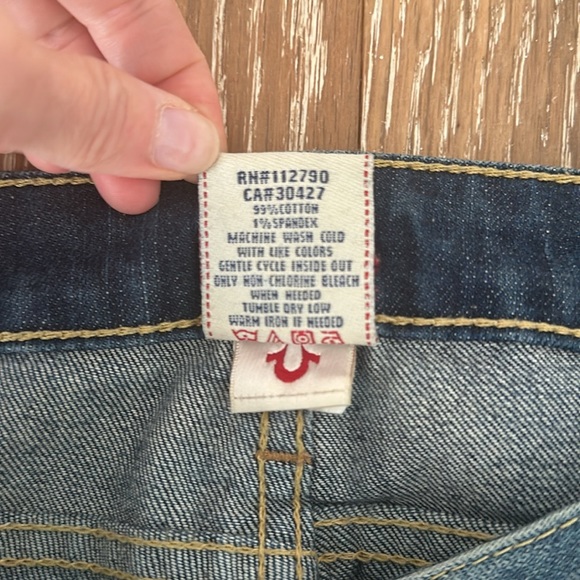 RN#112790
CA#30427
99%COTTON
1%SPANDEX
MACHINE WASH COLD
WITH LIKE COLORS
GENTLE CYCLE INSIDE OUT
ONLY NON-CHLORINE BLEACH
WHEN NEEDED
TUMBLE DRY LOW
WARM IRON IF NEEDED